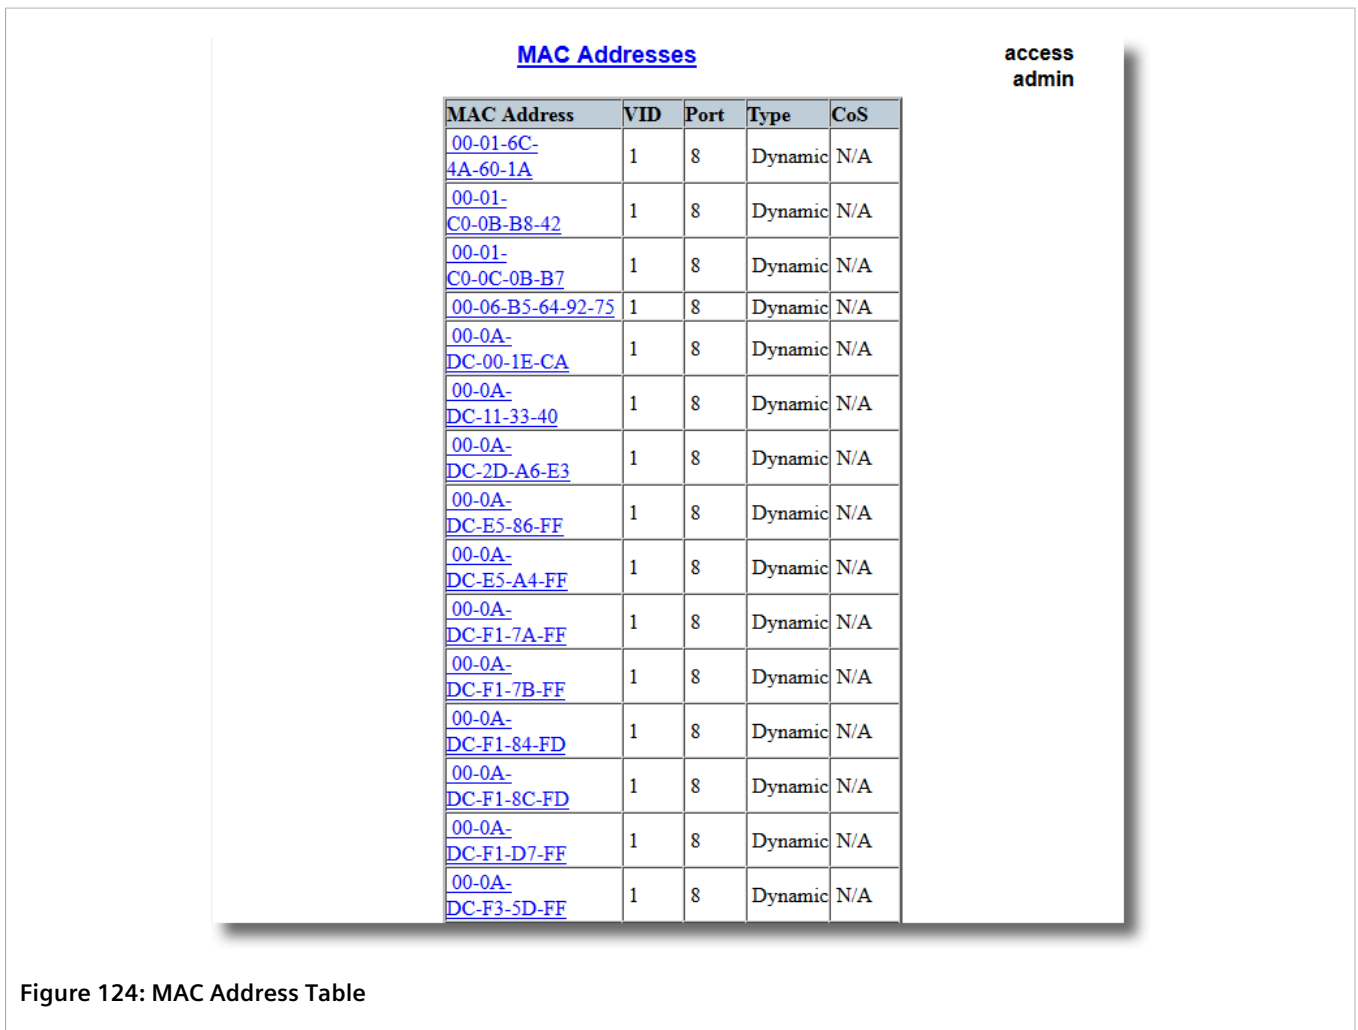 MAC Addresses
access
admin
MAC Address VID Port Type CoS
00-01-6C-
4A-60-1A 1 8 Dynamic N/A
00-01-
C0-0B-B8-42 1 8 Dynamic N/A
00-01-
C0-0C-0B-B7 1 8 Dynamic N/A
00-06-B5-64-92-75 1 8 Dynamic N/A
00-0A-
DC-00-1E-CA 1 8 Dynamic N/A
00-0A-
DC-11-33-40 1 8 Dynamic N/A
00-0A-
DC-2D-A6-E3 1 8 Dynamic N/A
00-0A-
DC-E5-86-FF 1 8 Dynamic N/A
00-0A-
DC-E5-A4-FF 1 8 Dynamic N/A
00-0A-
DC-F1-7A-FF 1 8 Dynamic N/A
00-0A-
DC-F1-7B-FF 1 8 Dynamic N/A
00-0A-
DC-F1-84-FD 1 8 Dynamic N/A
00-0A-
DC-F1-8C-FD 1 8 Dynamic N/A
00-0A-
DC-F1-D7-FF 1 8 Dynamic N/A
00-0A-
DC-F3-5D-FF 1 8 Dynamic N/A
Figure 124: MAC Address Table